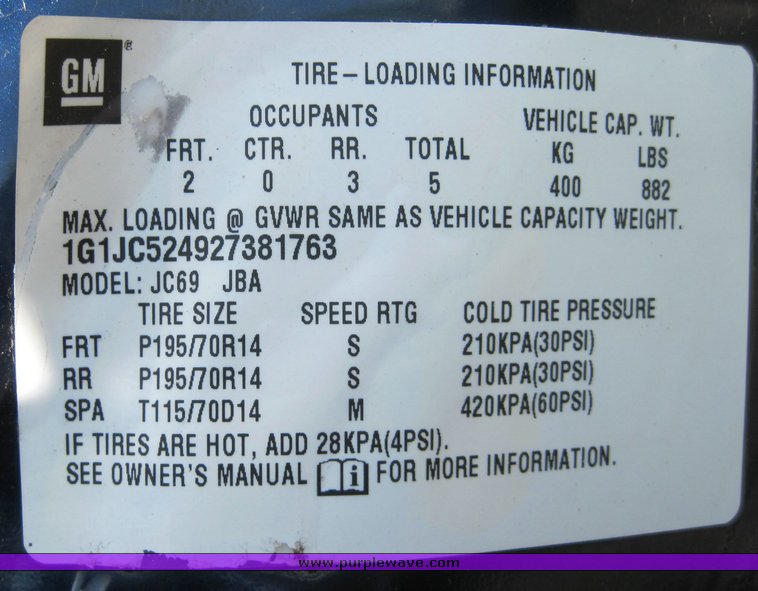 GM®
TIRE-LOADING INFORMATION
OCCUPANTS VEHICLE CAP. WT.
FRT. CTR. RR. TOTAL KG LBS
2 0 3 5 400 882
MAX. LOADING @ GVWR SAME AS VEHICLE CAPACITY WEIGHT.
1G1JC524927381763
MODEL: JC69 JBA
TIRE SIZE SPEED RTG COLD TIRE PRESSURE
FRT P195/70R14 S 210KPA(30PSI)
RR P195/70R14 S 210KPA(30PSI)
SPA T115/70D14 M 420KPA(60PSI)
IF TIRES ARE HOT, ADD 28KPA(4PSI).
SEE OWNER'S MANUAL i FOR MORE INFORMATION.
www.purplewave.com